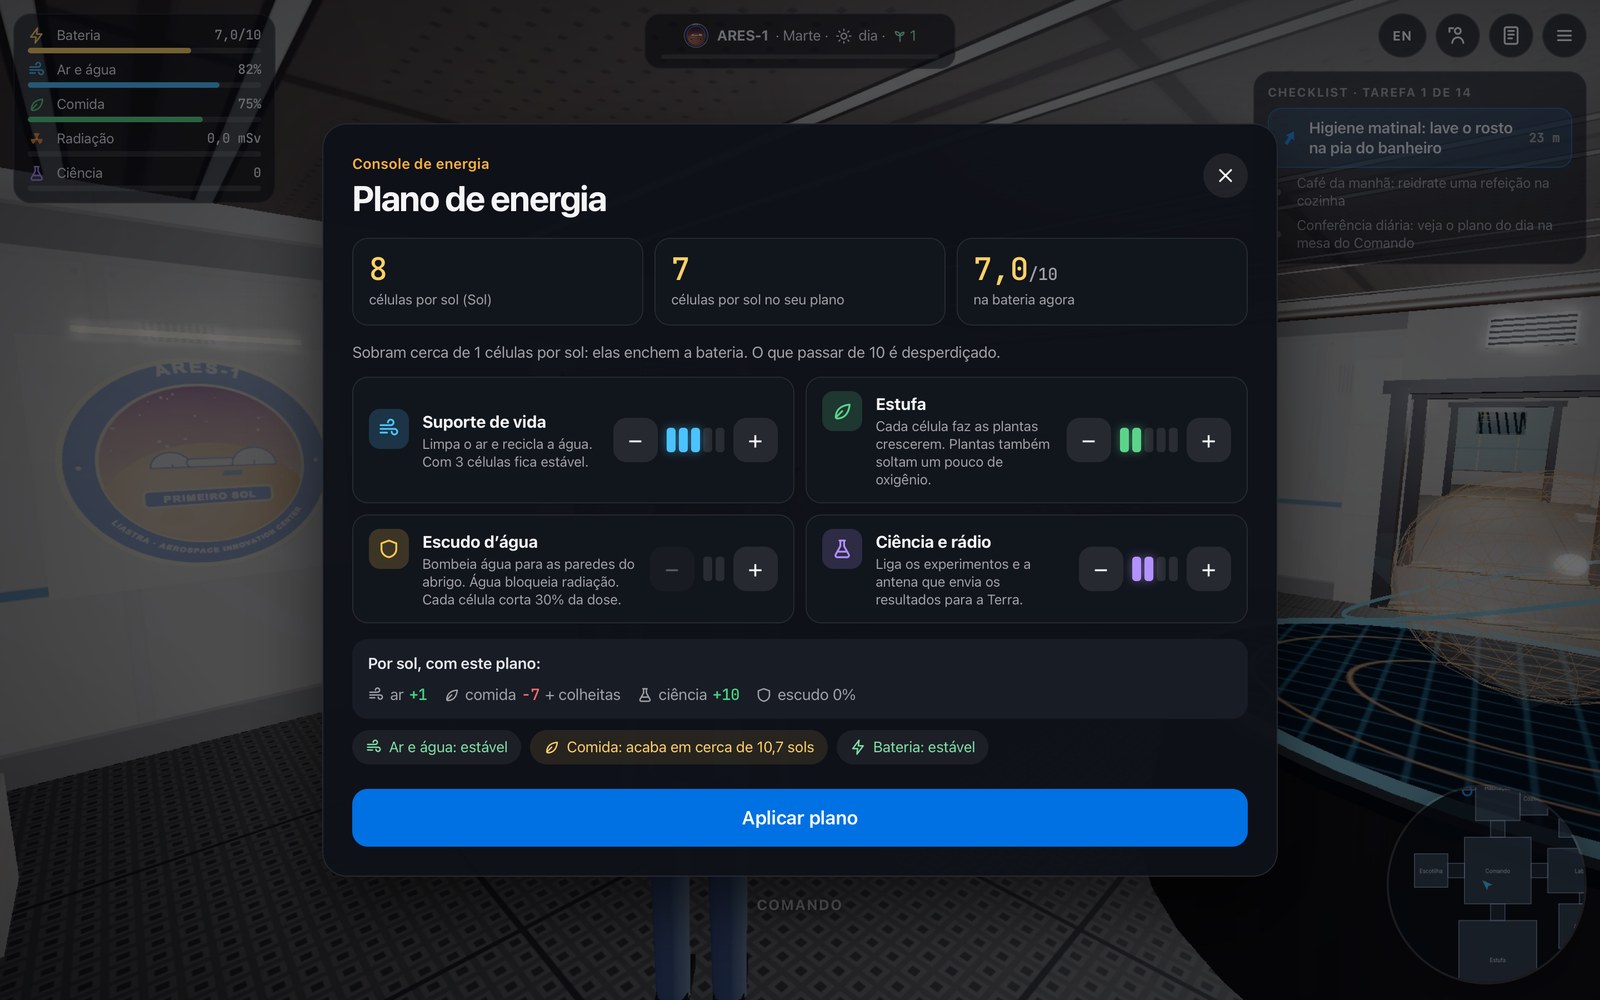 Bateria 7,0/10
Ar e água 82%
Comida 75%
Radiação 0,0 mSv
Ciência 0
ARES-1 · Marte · dia · 1
EN
CHECKLIST · TAREFA 1 DE 14
Higiene matinal: lave o rosto
na pia do banheiro
23 m
Café da manhã: reidrate uma refeição na
cozinha
Conferência diária: veja o plano do dia na
mesa do Comando
ARES-1
PRIMEIRO SOL
LIASTRA · AEROSPACE INNOVATION CENTER
Console de energia
Plano de energia
8
células por sol (Sol)
7
células por sol no seu plano
7,0/10
na bateria agora
Sobram cerca de 1 células por sol: elas enchem a bateria. O que passar de 10 é desperdiçado.
Suporte de vida
Limpa o ar e recicla a água.
Com 3 células fica estável.
− +
Estufa
Cada célula faz as plantas
crescerem. Plantas também
soltam um pouco de
oxigênio.
− +
Escudo d’água
Bombeia água para as paredes do
abrigo. Água bloqueia radiação.
Cada célula corta 30% da dose.
− +
Ciência e rádio
Liga os experimentos e a
antena que envia os
resultados para a Terra.
− +
Por sol, com este plano:
ar +1 comida -7 + colheitas ciência +10 escudo 0%
Ar e água: estável
Comida: acaba em cerca de 10,7 sols
Bateria: estável
Aplicar plano
COMANDO
Escotilha
Comando
Estufa